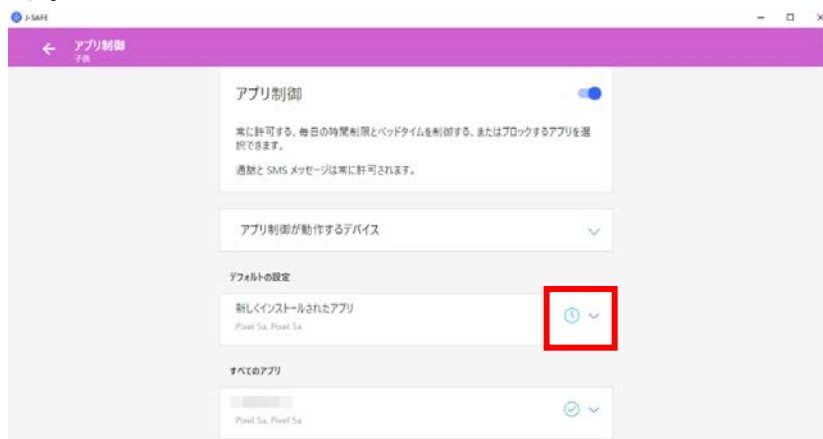 J-SAFE
アプリ制御
子供
アプリ制御
常に許可する、毎日の時間制限とベッドタイムを制御する、またはブロックするアプリを選
択できます。
通話と SMS メッセージは常に許可されます。
アプリ制御が動作するデバイス
デフォルトの設定
新しくインストールされたアプリ
Pixel 5a, Pixel 5a
すべてのアプリ
Pixel 5a, Pixel 5a